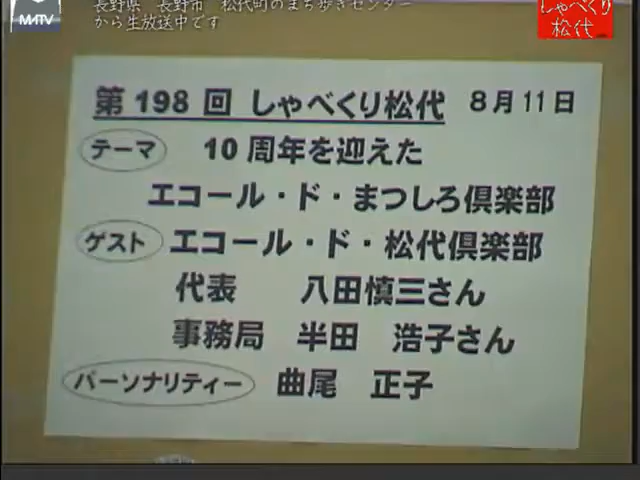 長野県 長野市 松代町のまち歩きセンター
から生放送中です
MATV
しゃべくり
松代
第198回 しゃべくり松代 8月11日
テーマ 10周年を迎えた
エコール・ド・まつしろ倶楽部
ゲスト エコール・ド・松代倶楽部
代表 八田慎三さん
事務局 半田 浩子さん
パーソナリティー 曲尾 正子